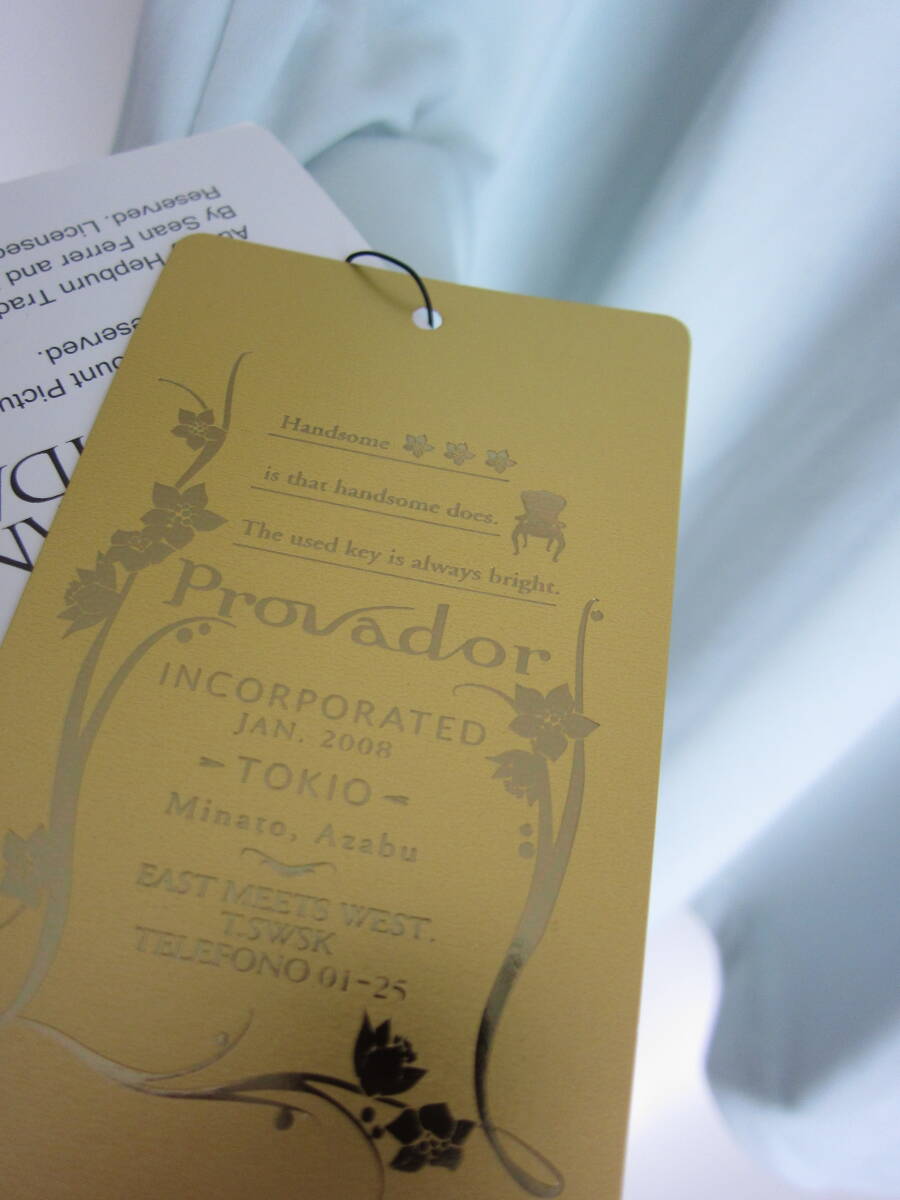 Handsome
is that handsome does.
The used key is always bright.
Provador
INCORPORATED
JAN. 2008
TOKIO
Minato, Azabu
EAST MEETS WEST.
T.SWSK
TELEFONO 01-25
Reserved.
Pictu
Hepburn Trad
By Sean Ferrer and
Reserved. Licensed